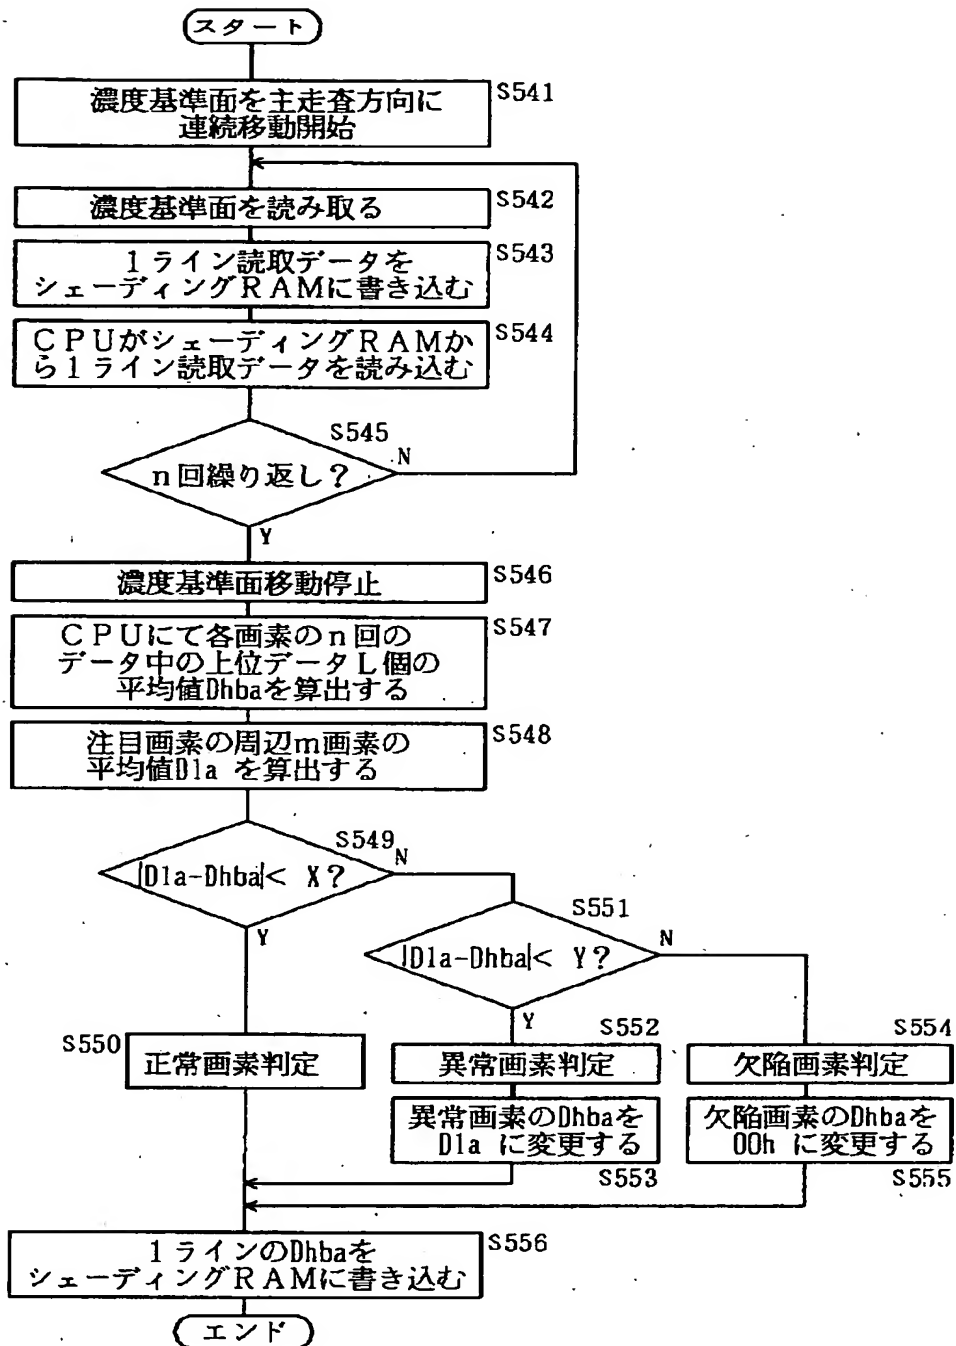 スタート
濃度基準面を主走査方向に
連続移動開始
S541
濃度基準面を読み取る
S542
1ライン読取データを
シェーディングRAMに書き込む
S543
CPUがシェーディングRAMか
ら1ライン読取データを読み込む
S544
S545
n回繰り返し?
N
Y
濃度基準面移動停止
S546
CPUにて各画素のn回の
データ中の上位データL個の
平均値Dhbaを算出する
S547
注目画素の周辺m画素の
平均値Dla を算出する
S548
S549
|Dla-Dhba|< X?
N
Y
S551
|Dla-Dhba|< Y?
N
Y
S550
正常画素判定
S552
異常画素判定
異常画素のDhbaを
Dla に変更する
S553
S554
欠陥画素判定
欠陥画素のDhbaを
00h に変更する
S555
1ラインのDhbaを
シェーディングRAMに書き込む
S556
エンド